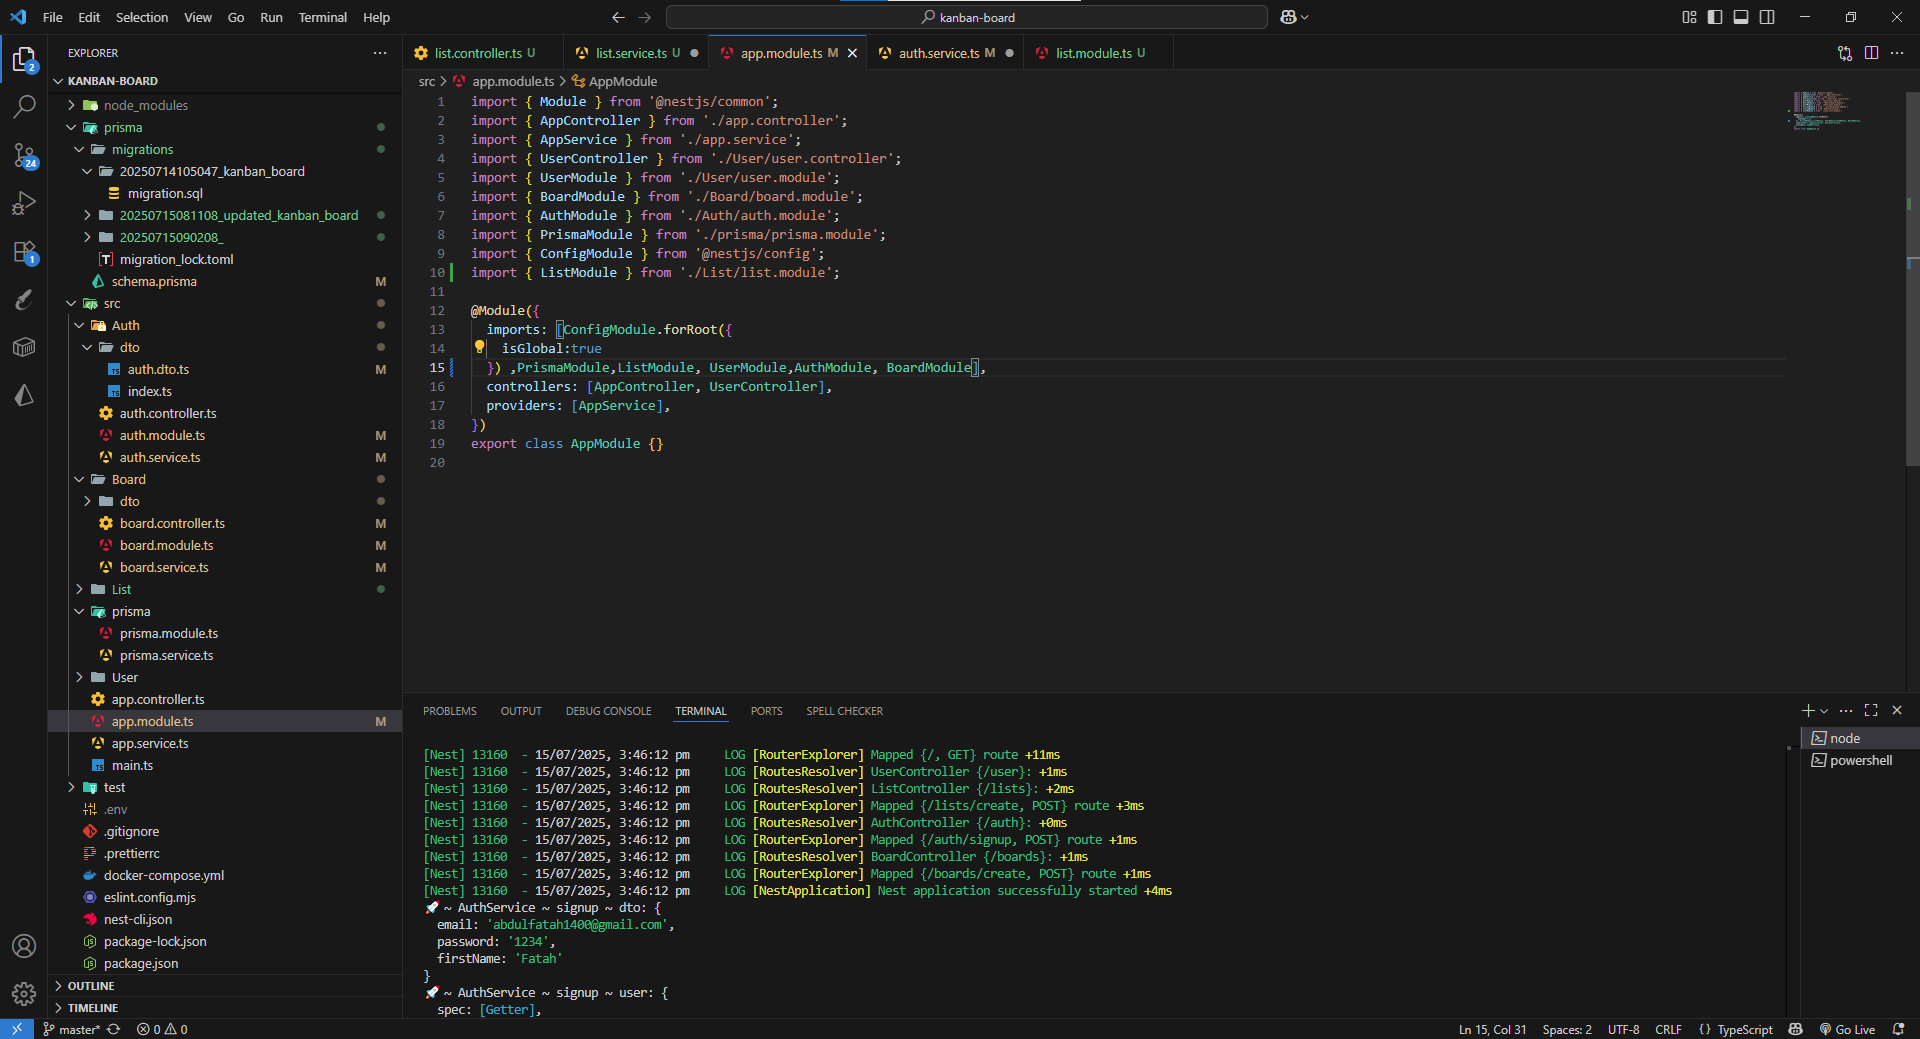 File Edit Selection View Go Run Terminal Help
kanban-board
EXPLORER
KANBAN-BOARD
node_modules
prisma
migrations
20250714105047_kanban_board
migration.sql
20250715081108_updated_kanban_board
20250715090208_
migration_lock.toml
schema.prisma M
src
Auth
dto
auth.dto.ts M
index.ts
auth.controller.ts
auth.module.ts M
auth.service.ts M
Board
dto
board.controller.ts M
board.module.ts M
board.service.ts M
List
prisma
prisma.module.ts
prisma.service.ts
User
app.controller.ts
app.module.ts M
app.service.ts
main.ts
test
.env
.gitignore
.prettierrc
docker-compose.yml
eslint.config.mjs
nest-cli.json
package-lock.json
package.json
OUTLINE
TIMELINE
2
24
1
list.controller.ts U list.service.ts U app.module.ts M auth.service.ts M list.module.ts U
src > app.module.ts > AppModule
1 import { Module } from '@nestjs/common';
2 import { AppController } from './app.controller';
3 import { AppService } from './app.service';
4 import { UserController } from './User/user.controller';
5 import { UserModule } from './User/user.module';
6 import { BoardModule } from './Board/board.module';
7 import { AuthModule } from './Auth/auth.module';
8 import { PrismaModule } from './prisma/prisma.module';
9 import { ConfigModule } from '@nestjs/config';
10 import { ListModule } from './List/list.module';
11
12 @Module({
13 imports: [ConfigModule.forRoot({
14 isGlobal:true
15 }) ,PrismaModule,ListModule, UserModule,AuthModule, BoardModule],
16 controllers: [AppController, UserController],
17 providers: [AppService],
18 })
19 export class AppModule {}
20
PROBLEMS OUTPUT DEBUG CONSOLE TERMINAL PORTS SPELL CHECKER
node
powershell
[Nest] 13160 - 15/07/2025, 3:46:12 pm LOG [RouterExplorer] Mapped {/, GET} route +11ms
[Nest] 13160 - 15/07/2025, 3:46:12 pm LOG [RoutesResolver] UserController {/user}: +1ms
[Nest] 13160 - 15/07/2025, 3:46:12 pm LOG [RoutesResolver] ListController {/lists}: +2ms
[Nest] 13160 - 15/07/2025, 3:46:12 pm LOG [RouterExplorer] Mapped {/lists/create, POST} route +3ms
[Nest] 13160 - 15/07/2025, 3:46:12 pm LOG [RoutesResolver] AuthController {/auth}: +0ms
[Nest] 13160 - 15/07/2025, 3:46:12 pm LOG [RouterExplorer] Mapped {/auth/signup, POST} route +1ms
[Nest] 13160 - 15/07/2025, 3:46:12 pm LOG [RoutesResolver] BoardController {/boards}: +1ms
[Nest] 13160 - 15/07/2025, 3:46:12 pm LOG [RouterExplorer] Mapped {/boards/create, POST} route +1ms
[Nest] 13160 - 15/07/2025, 3:46:12 pm LOG [NestApplication] Nest application successfully started +4ms
🚀 ~ AuthService ~ signup ~ dto: {
email: 'abdulfatah1400@gmail.com',
password: '1234',
firstName: 'Fatah'
}
🚀 ~ AuthService ~ signup ~ user: {
spec: [Getter],
master* 0 0 Ln 15, Col 31 Spaces: 2 UTF-8 CRLF {} TypeScript Go Live